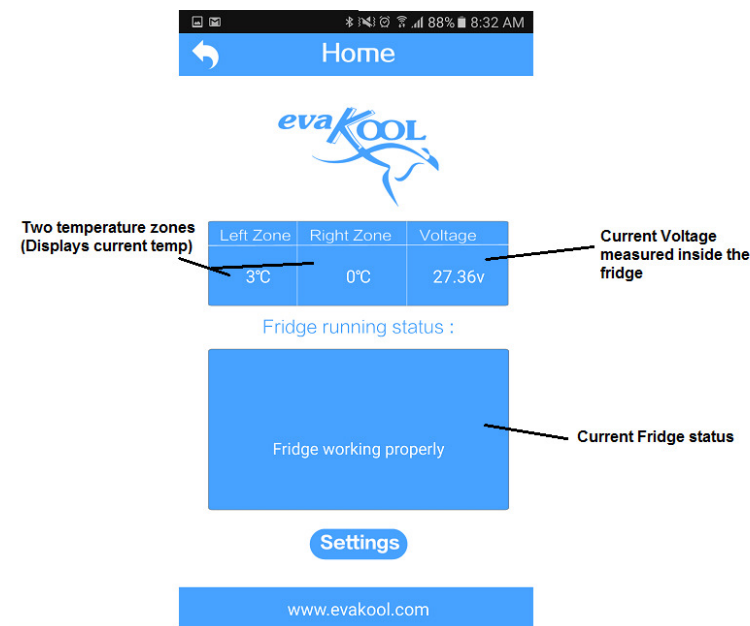 88% 8:32 AM
Home
evaKOOL
Two temperature zones
(Displays current temp)
Left Zone Right Zone Voltage
3℃ 0℃ 27.36v
Current Voltage
measured inside the
fridge
Fridge running status :
Fridge working properly
Current Fridge status
Settings
www.evakool.com